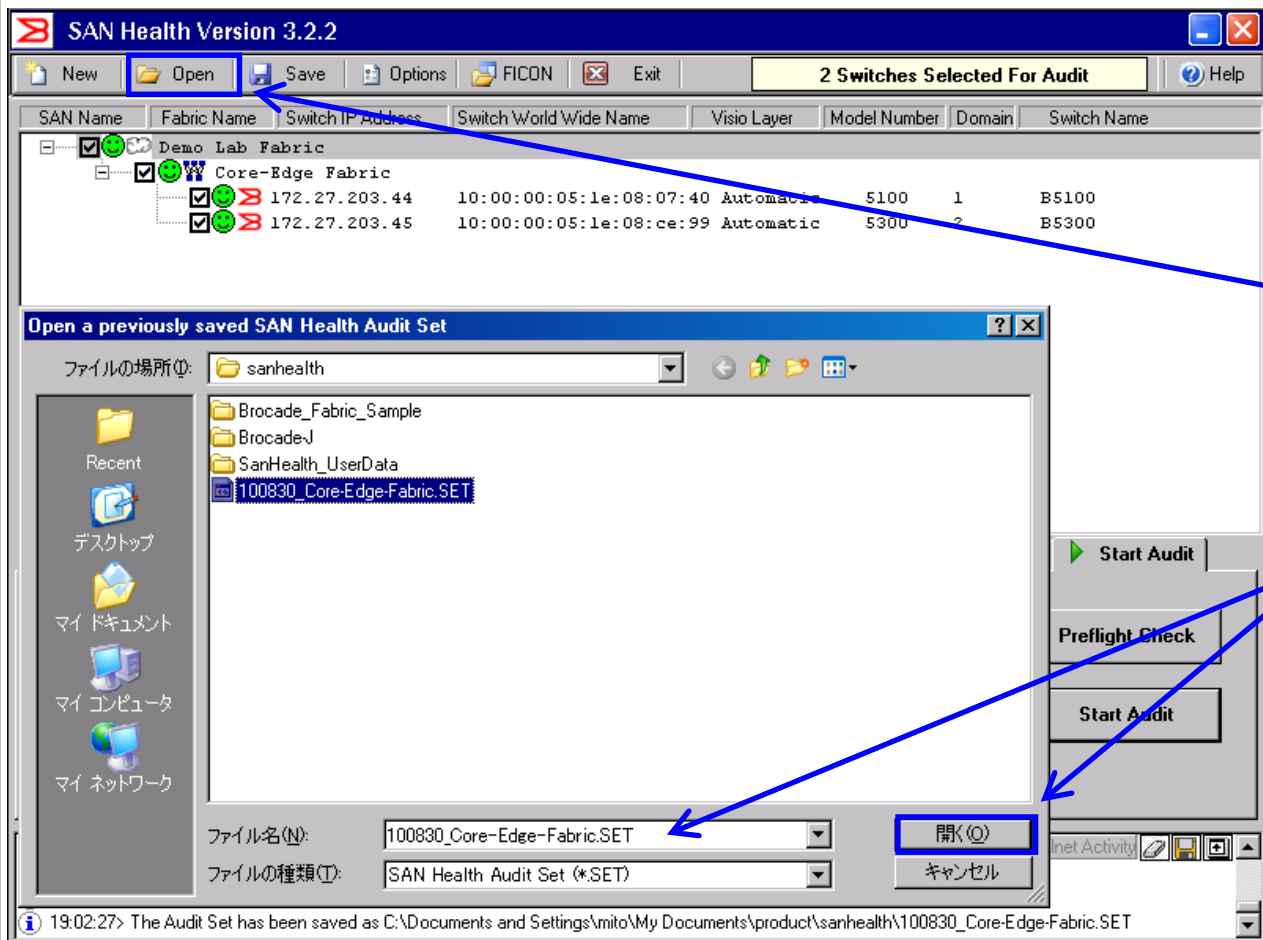 SAN Health Version 3.2.2
New Open Save Options FICON Exit 2 Switches Selected For Audit Help
SAN Name Fabric Name Switch IP Address Switch World Wide Name Visio Layer Model Number Domain Switch Name
Demo Lab Fabric
Core-Edge Fabric
172.27.203.44 10:00:00:05:1e:08:07:40 Automatic 5100 1 B5100
172.27.203.45 10:00:00:05:1e:08:ce:99 Automatic 5300 2 B5300
Open a previously saved SAN Health Audit Set
ファイルの場所(I): sanhealth
Recent
デスクトップ
マイ ドキュメント
マイ コンピュータ
マイ ネットワーク
Brocade_Fabric_Sample
Brocade-J
SanHealth_UserData
100830_Core-Edge-Fabric.SET
ファイル名(N): 100830_Core-Edge-Fabric.SET 開く(O)
ファイルの種類(T): SAN Health Audit Set (*.SET) キャンセル
Start Audit
Preflight Check
Start Audit
lnet Activity
19:02:27> The Audit Set has been saved as C:\Documents and Settings\mito\My Documents\product\sanhealth\100830_Core-Edge-Fabric.SET